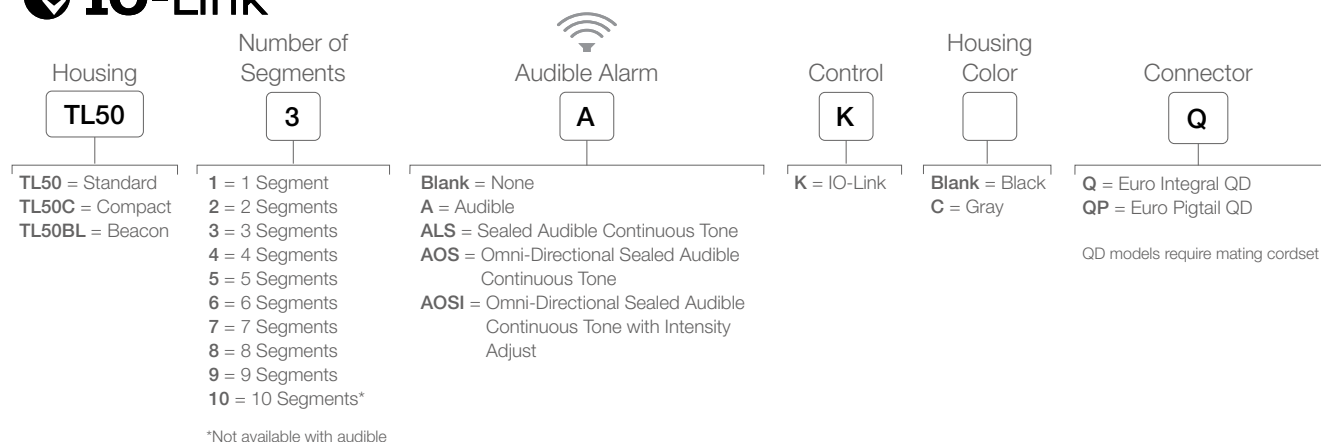 IO-Link
Housing
TL50
TL50 = Standard
TL50C = Compact
TL50BL = Beacon
Number of
Segments
3
1 = 1 Segment
2 = 2 Segments
3 = 3 Segments
4 = 4 Segments
5 = 5 Segments
6 = 6 Segments
7 = 7 Segments
8 = 8 Segments
9 = 9 Segments
10 = 10 Segments*
*Not available with audible
Audible Alarm
A
Blank = None
A = Audible
ALS = Sealed Audible Continuous Tone
AOS = Omni-Directional Sealed Audible
Continuous Tone
AOSI = Omni-Directional Sealed Audible
Continuous Tone with Intensity
Adjust
Control
K
K = IO-Link
Housing
Color
Blank = Black
C = Gray
Connector
Q
Q = Euro Integral QD
QP = Euro Pigtail QD
QD models require mating cordset